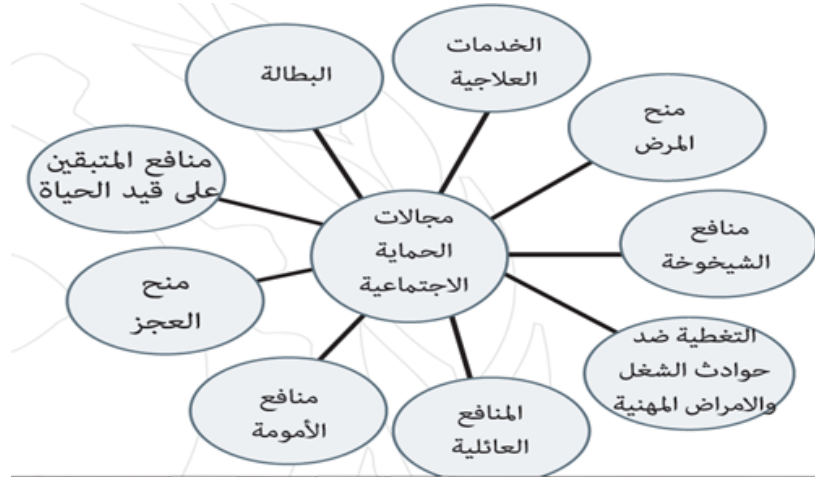 مجالات
الحماية
الاجتماعية
الخدمات
العلاجية
منح
المرض
منافع
الشيخوخة
التغطية ضد
حوادث الشغل
والامراض المهنية
المنافع
العائلية
منافع
الأمومة
منح
العجز
منافع المتبقين
على قيد الحياة
البطالة